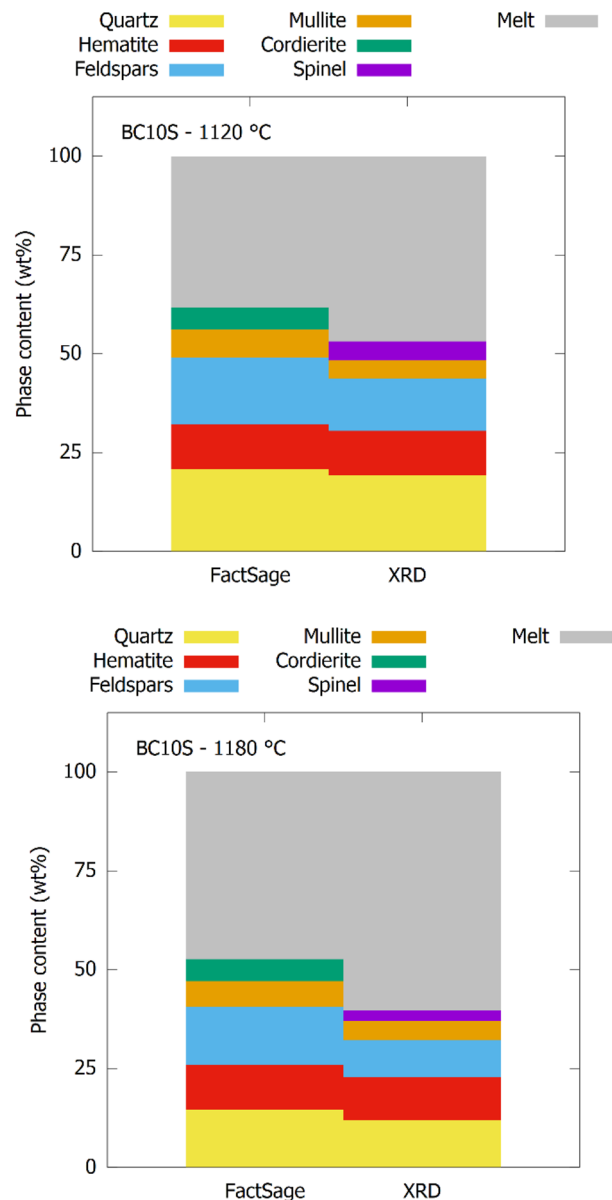 Quartz Mullite Melt
Hematite Cordierite
Feldspars Spinel
BC10S - 1120 °C
100
75
50
25
0
Phase content (wt%)
FactSage XRD
Quartz Mullite Melt
Hematite Cordierite
Feldspars Spinel
BC10S - 1180 °C
100
75
50
25
0
Phase content (wt%)
FactSage XRD